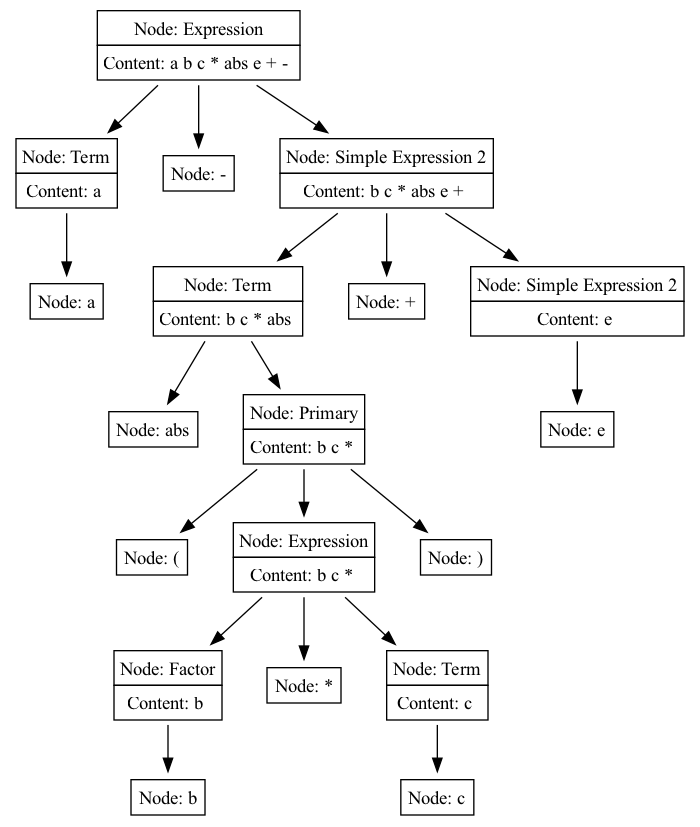 Node: Expression
Content: a b c * abs e + -
Node: Term
Content: a
Node: -
Node: Simple Expression 2
Content: b c * abs e +
Node: a
Node: Term
Content: b c * abs
Node: +
Node: Simple Expression 2
Content: e
Node: abs
Node: Primary
Content: b c *
Node: e
Node: (
Node: Expression
Content: b c *
Node: )
Node: Factor
Content: b
Node: *
Node: Term
Content: c
Node: b
Node: c